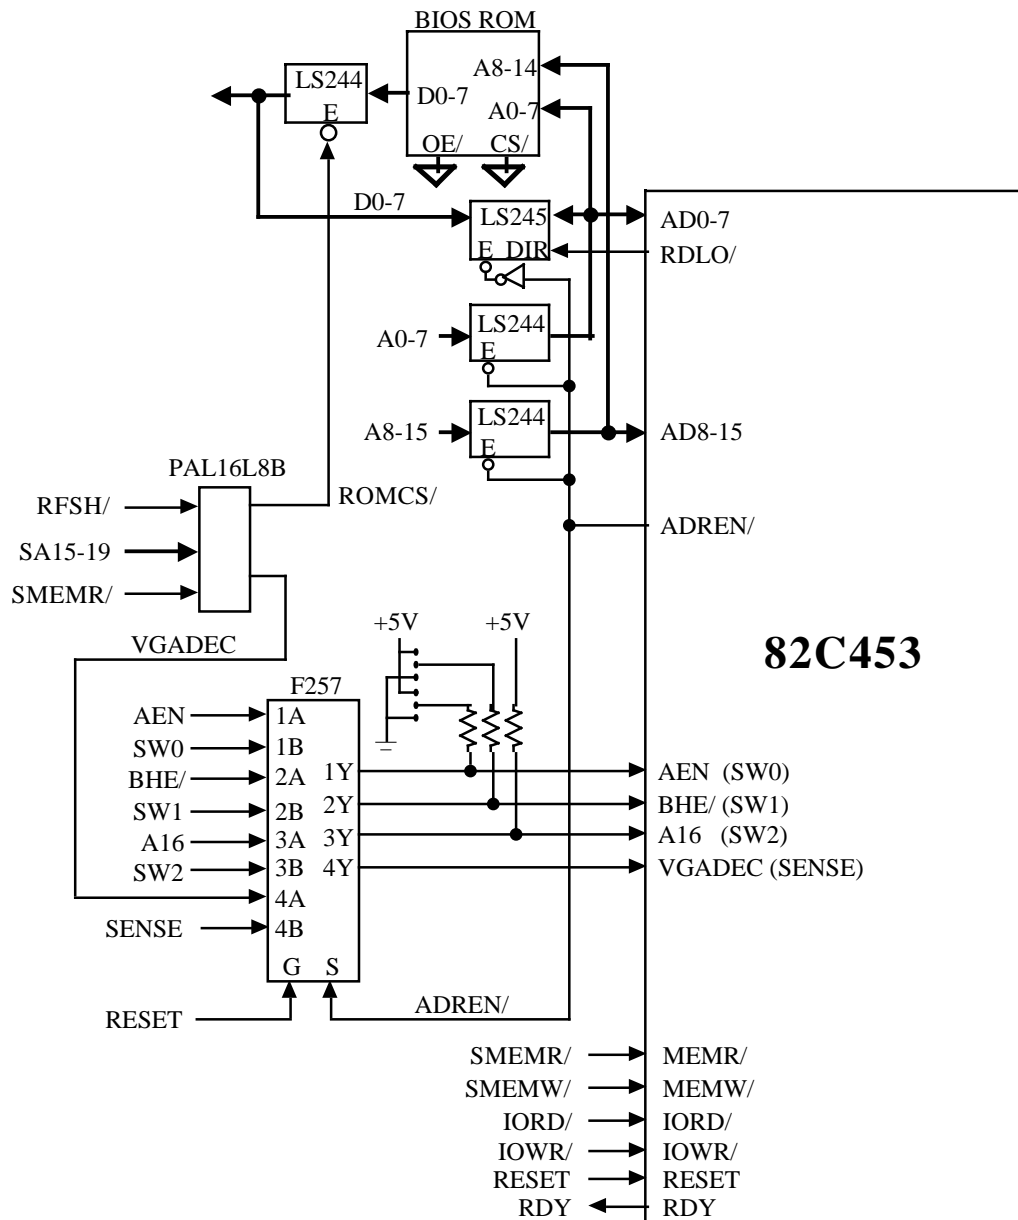 BIOS ROM
LS244
E
D0-7
A8-14
A0-7
OE/ CS/
D0-7
LS245
E DIR
AD0-7
RDLO/
A0-7
LS244
E
A8-15
LS244
E
AD8-15
PAL16L8B
RFSH/
SA15-19
SMEMR/
ROMCS/
ADREN/
VGADEC
+5V +5V
82C453
F257
AEN 1A
SW0 1B
BHE/ 2A
SW1 2B
A16 3A
SW2 3B
4A
SENSE 4B
1Y AEN (SW0)
2Y BHE/ (SW1)
3Y A16 (SW2)
4Y VGADEC (SENSE)
G S
RESET
ADREN/
SMEMR/ MEMR/
SMEMW/ MEMW/
IORD/ IORD/
IOWR/ IOWR/
RESET RESET
RDY RDY